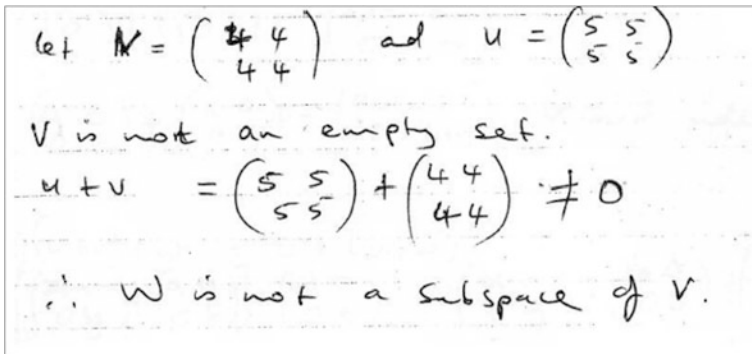 let v = ( 4 4 4 4 ) ad u = ( 5 5 5 5 )
V is not an empty set.
u + v = ( 5 5 5 5 ) + ( 4 4 4 4 ) ≠ 0
∴ W is not a subspace of V.